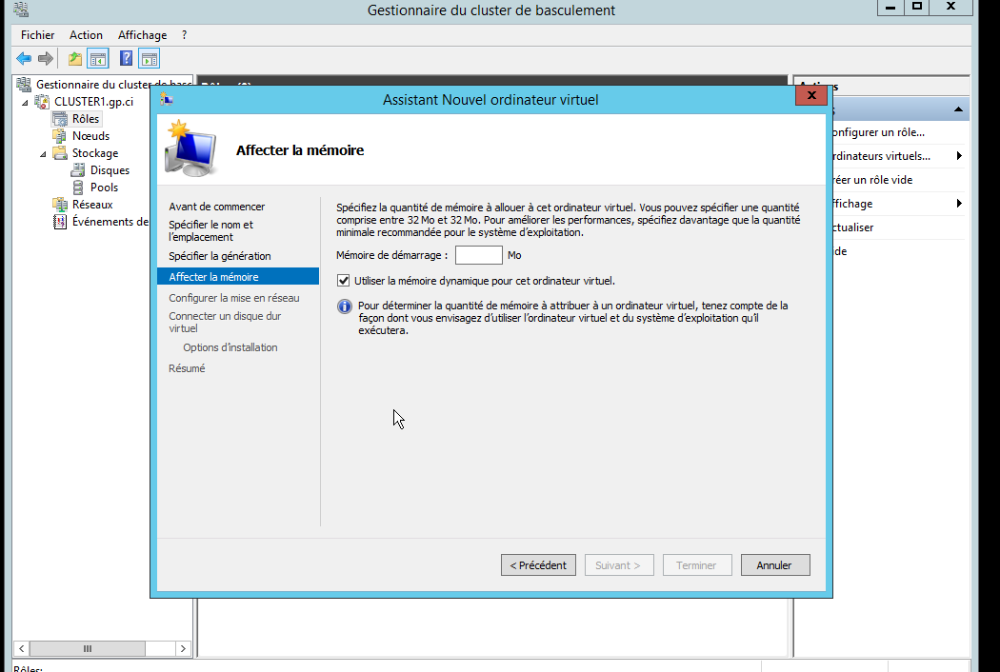 Gestionnaire du cluster de basculement
Fichier Action Affichage ?
Gestionnaire du cluster de basc
CLUSTER1.gp.ci
Rôles
Nœuds
Stockage
Disques
Pools
Réseaux
Événements de
Assistant Nouvel ordinateur virtuel
Affecter la mémoire
Avant de commencer
Spécifier le nom et
l'emplacement
Spécifier la génération
Affecter la mémoire
Configurer la mise en réseau
Connecter un disque dur
virtuel
Options d'installation
Résumé
Spécifiez la quantité de mémoire à allouer à cet ordinateur virtuel. Vous pouvez spécifier une quantité
comprise entre 32 Mo et 32 Mo. Pour améliorer les performances, spécifiez davantage que la quantité
minimale recommandée pour le système d'exploitation.
Mémoire de démarrage : Mo
Utiliser la mémoire dynamique pour cet ordinateur virtuel.
Pour déterminer la quantité de mémoire à attribuer à un ordinateur virtuel, tenez compte de la
façon dont vous envisagez d'utiliser l'ordinateur virtuel et du système d'exploitation qu'il
exécutera.
< Précédent Suivant > Terminer Annuler
onfigurer un rôle...
rdinateurs virtuels...
réer un rôle vide
ffichage
ctualiser
ide
Rôles: